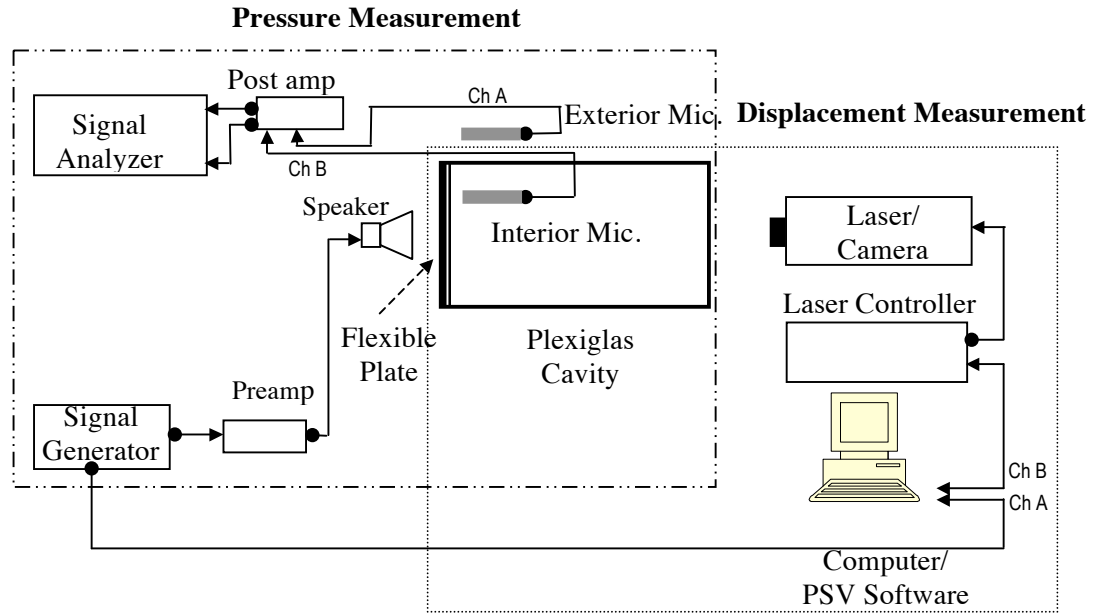 Pressure Measurement
Post amp
Ch A
Exterior Mic.
Displacement Measurement
Signal
Analyzer
Ch B
Speaker
Interior Mic.
Laser/
Camera
Laser Controller
Flexible
Plate
Plexiglas
Cavity
Preamp
Signal
Generator
Ch B
Ch A
Computer/
PSV Software